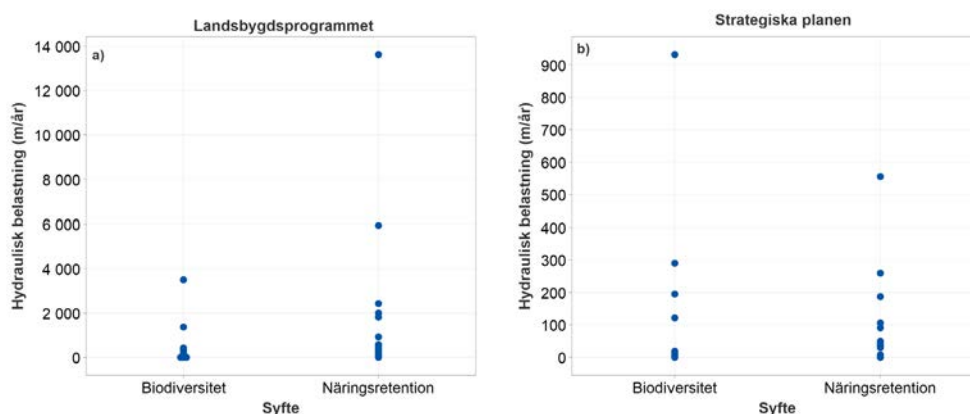 Landsbygdsprogrammet
a)
Hydraulisk belastning (m/år)
14 000
12 000
10 000
8 000
6 000
4 000
2 000
0
Biodiversitet
Näringsretention
Syfte
Strategiska planen
b)
Hydraulisk belastning (m/år)
900
800
700
600
500
400
300
200
100
0
Biodiversitet
Näringsretention
Syfte